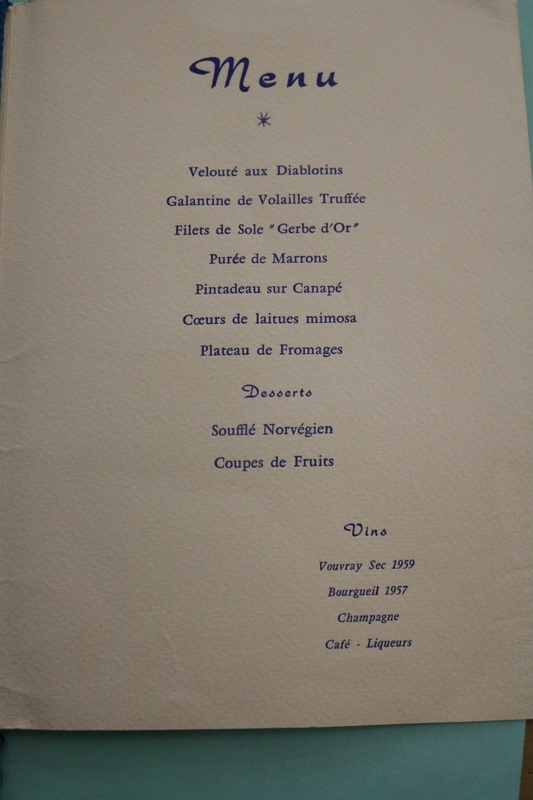 Menu
*
Velouté aux Diablotins
Galantine de Volailles Truffée
Filets de Sole "Gerbe d'Or"
Purée de Marrons
Pintadeau sur Canapé
Cœurs de laitues mimosa
Plateau de Fromages
Desserts
Soufflé Norvégien
Coupes de Fruits
Vins
Vouvray Sec 1959
Bourgueil 1957
Champagne
Café - Liqueurs